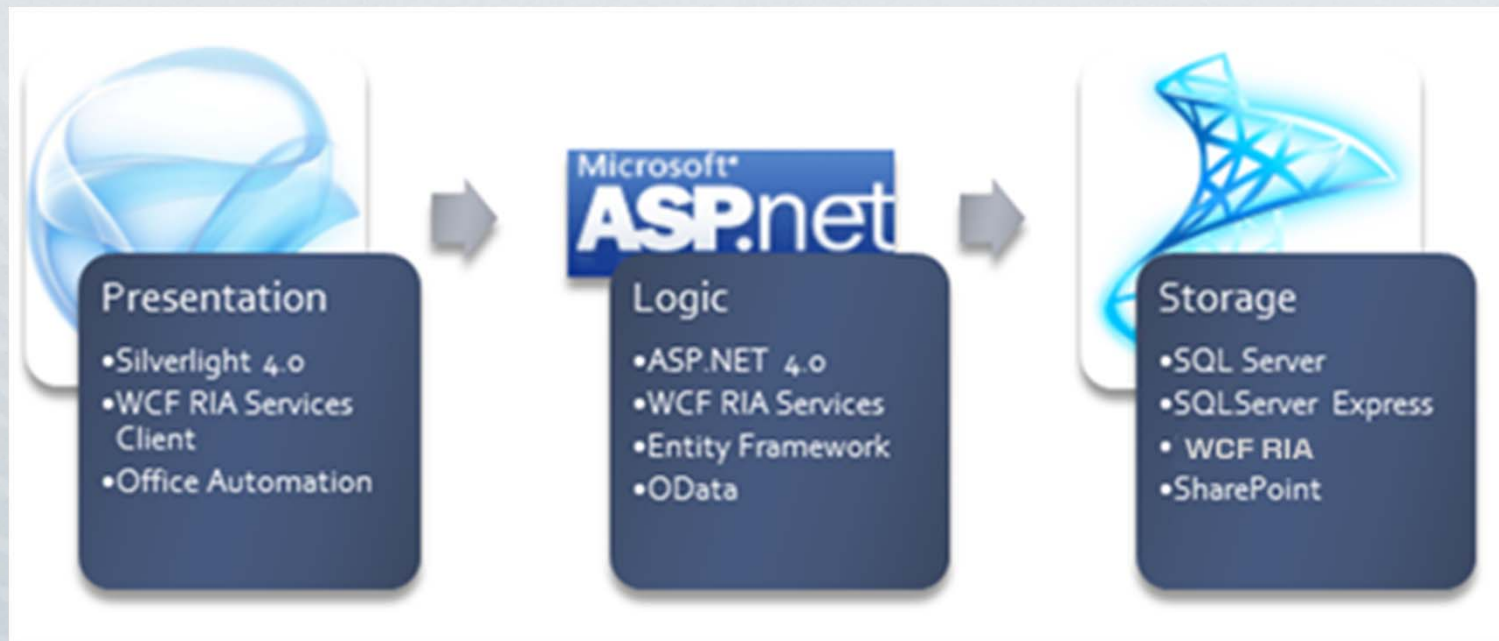 Microsoft®
ASP.net
Presentation
•Silverlight 4.0
•WCF RIA Services
Client
•Office Automation
Logic
•ASP.NET 4.0
•WCF RIA Services
•Entity Framework
•OData
Storage
•SQL Server
•SQLServer Express
• WCF RIA
•SharePoint